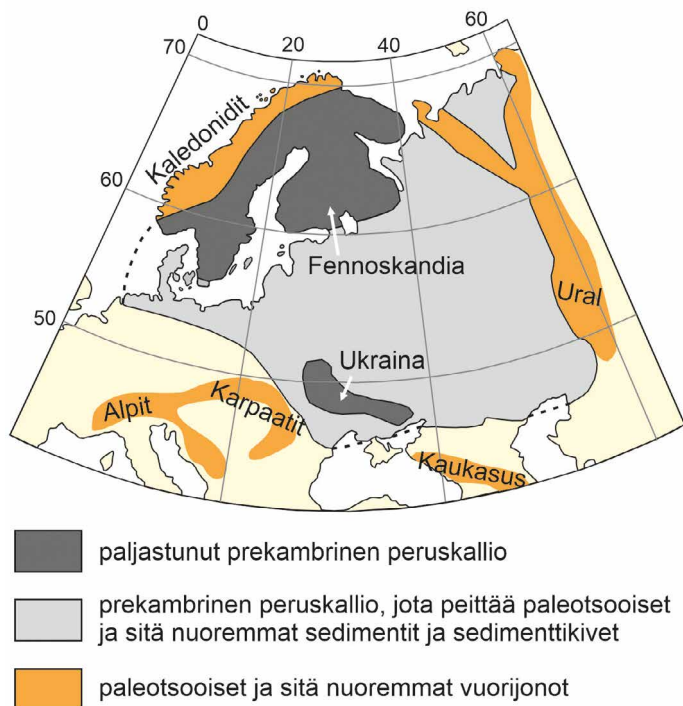 0
20
40
60
70
60
50
Kaledonidit
Fennoskandia
Ural
Ukraina
Alpit
Karpaatit
Kaukasus
paljastunut prekambrinen peruskallio
prekambrinen peruskallio, jota peittää paleotsooiset
ja sitä nuoremmat sedimentit ja sedimenttikivet
paleotsooiset ja sitä nuoremmat vuorijonot